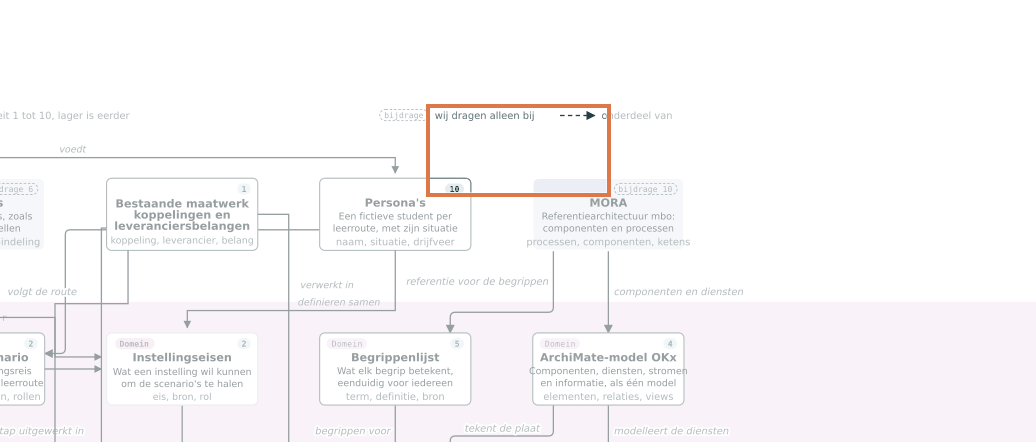 eit 1 tot 10, lager is eerder
bijdrage
wij dragen alleen bij
onderdeel van
voedt
drage 6
s, zoals
ellen
indeling
1
Bestaande maatwerk
koppelingen en
leveranciersbelangen
koppeling, leverancier, belang
10
Persona's
Een fictieve student per
leerroute, met zijn situatie
naam, situatie, drijfveer
bijdrage 10
MORA
Referentiearchitectuur mbo:
componenten en processen
processen, componenten, ketens
volgt de route
verwerkt in
definieren samen
referentie voor de begrippen
componenten en diensten
r
2
nario
ngsreis
leerroute
n, rollen
Domein
2
Instellingseisen
Wat een instelling wil kunnen
om de scenario's te halen
eis, bron, rol
Domein
5
Begrippenlijst
Wat elk begrip betekent,
eenduidig voor iedereen
term, definitie, bron
Domein
4
ArchiMate-model OKx
Componenten, diensten, stromen
en informatie, als één model
elementen, relaties, views
tap uitgewerkt in
begrippen voor
tekent de plaat
modelleert de diensten